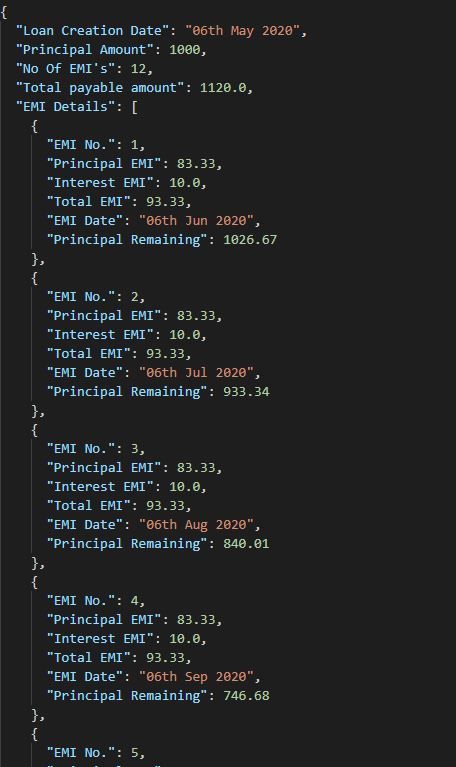 {
"Loan Creation Date": "06th May 2020",
"Principal Amount": 1000,
"No Of EMI's": 12,
"Total payable amount": 1120.0,
"EMI Details": [
{
"EMI No.": 1,
"Principal EMI": 83.33,
"Interest EMI": 10.0,
"Total EMI": 93.33,
"EMI Date": "06th Jun 2020",
"Principal Remaining": 1026.67
},
{
"EMI No.": 2,
"Principal EMI": 83.33,
"Interest EMI": 10.0,
"Total EMI": 93.33,
"EMI Date": "06th Jul 2020",
"Principal Remaining": 933.34
},
{
"EMI No.": 3,
"Principal EMI": 83.33,
"Interest EMI": 10.0,
"Total EMI": 93.33,
"EMI Date": "06th Aug 2020",
"Principal Remaining": 840.01
},
{
"EMI No.": 4,
"Principal EMI": 83.33,
"Interest EMI": 10.0,
"Total EMI": 93.33,
"EMI Date": "06th Sep 2020",
"Principal Remaining": 746.68
},
{
"EMI No.": 5,